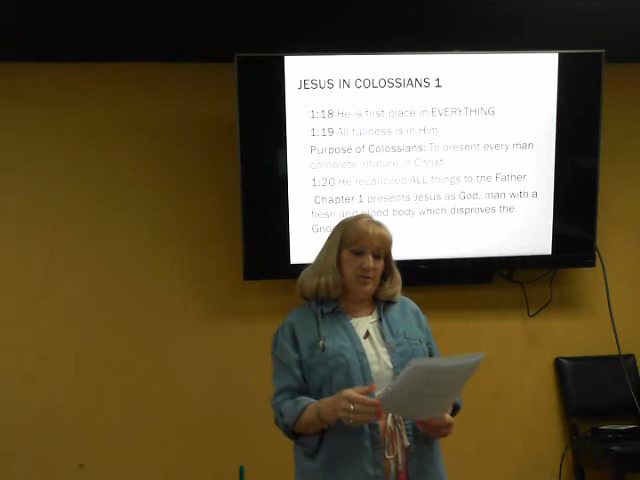 JESUS IN COLOSSIANS 1
1:18 He is first place in EVERYTHING
1:19 All fullness is in Him
Purpose of Colossians: To present every man
complete, mature in Christ
1:20 He reconciled ALL things to the Father
Chapter 1 presents Jesus as God, man with a
flesh and blood body which disproves the